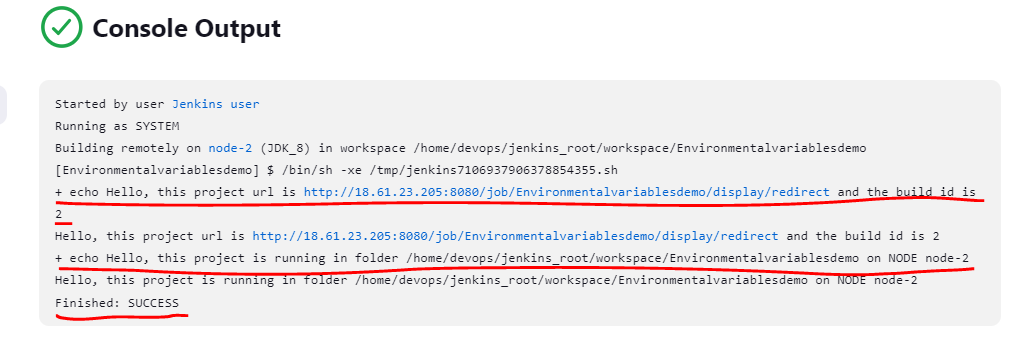 Console Output
Started by user Jenkins user
Running as SYSTEM
Building remotely on node-2 (JDK_8) in workspace /home/devops/jenkins_root/workspace/Environmentalvariablesdemo
[Environmentalvariablesdemo] $ /bin/sh -xe /tmp/jenkins7106937906378854355.sh
+ echo Hello, this project url is http://18.61.23.205:8080/job/Environmentalvariablesdemo/display/redirect and the build id is
2
Hello, this project url is http://18.61.23.205:8080/job/Environmentalvariablesdemo/display/redirect and the build id is 2
+ echo Hello, this project is running in folder /home/devops/jenkins_root/workspace/Environmentalvariablesdemo on NODE node-2
Hello, this project is running in folder /home/devops/jenkins_root/workspace/Environmentalvariablesdemo on NODE node-2
Finished: SUCCESS